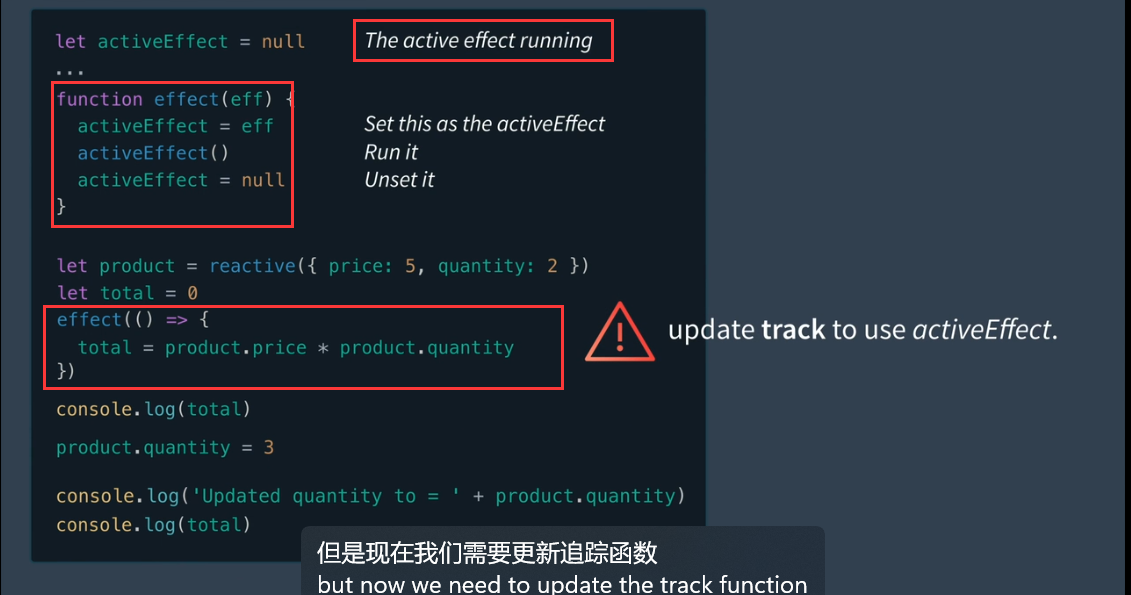 let activeEffect = null
The active effect running
...
function effect(eff) {
activeEffect = eff
Set this as the activeEffect
activeEffect()
Run it
activeEffect = null
Unset it
}
let product = reactive({ price: 5, quantity: 2 })
let total = 0
effect(() => {
total = product.price * product.quantity
})
update track to use activeEffect.
console.log(total)
product.quantity = 3
console.log('Updated quantity to = ' + product.quantity)
console.log(total)
但是现在我们需要更新追踪函数
but now we need to update the track function